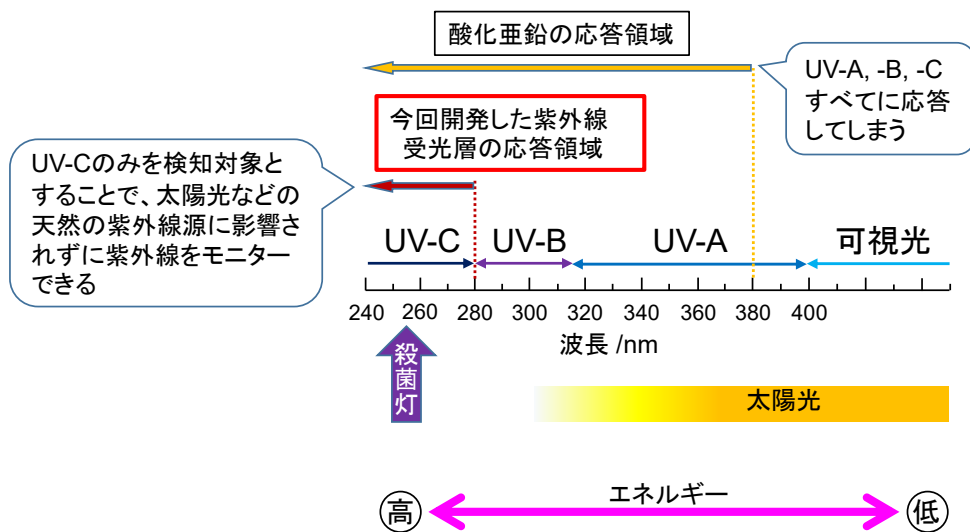 酸化亜鉛の応答領域
UV-A, -B, -C
すべてに応答
してしまう
今回開発した紫外線
受光層の応答領域
UV-Cのみを検知対象と
することで、太陽光などの
天然の紫外線源に影響さ
れずに紫外線をモニター
できる
UV-C UV-B UV-A 可視光
240 260 280 300 320 340 360 380 400
波長 /nm
殺菌灯
太陽光
エネルギー
高 低